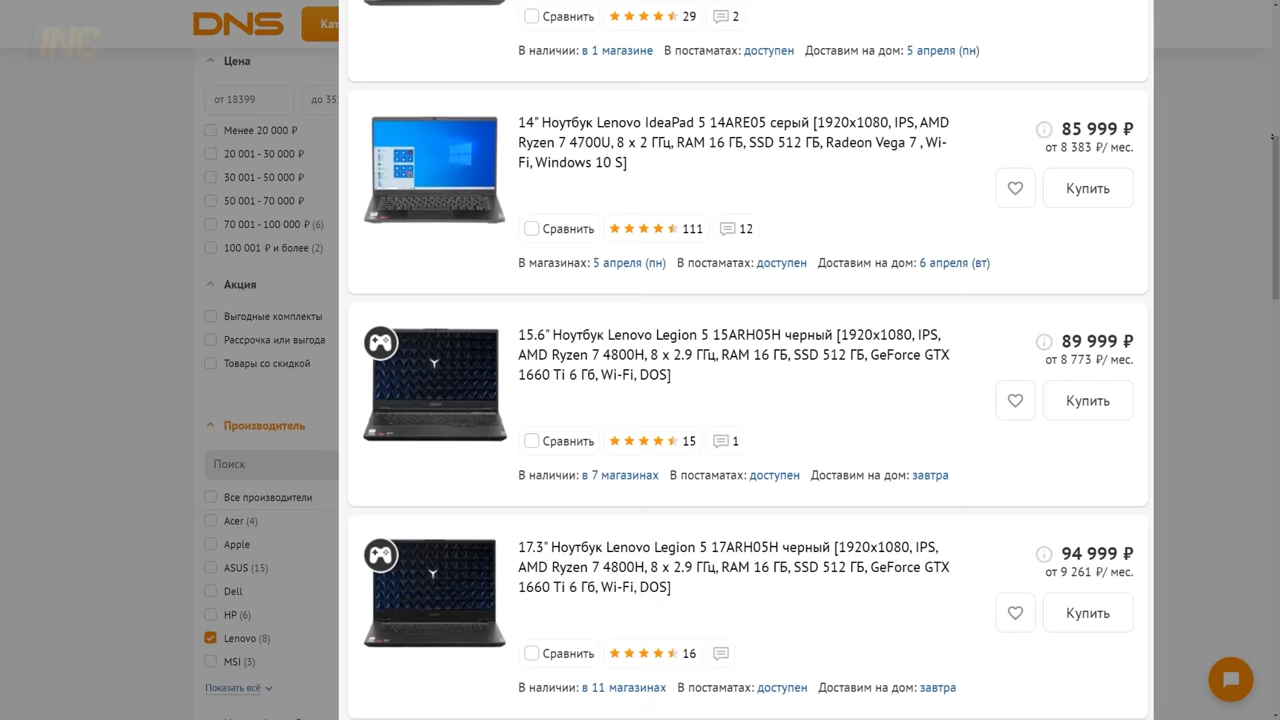 INC
DNS
Кат
Цена
от 18399
до 35
Менее 20 000 ₽
20 001 - 30 000 ₽
30 001 - 50 000 ₽
50 001 - 70 000 ₽
70 001 - 100 000 ₽ (6)
100 001 ₽ и более (2)
Акция
Выгодные комплекты
Рассрочка или выгода
Товары со скидкой
Производитель
Поиск
Все производители
Acer (4)
Apple
ASUS (15)
Dell
HP (6)
Lenovo (8)
MSI (3)
Показать всё
Сравнить 29 2
В наличии: в 1 магазине В постаматах: доступен Доставим на дом: 5 апреля (пн)
14" Ноутбук Lenovo IdeaPad 5 14ARE05 серый [1920x1080, IPS, AMD
Ryzen 7 4700U, 8 x 2 ГГц, RAM 16 ГБ, SSD 512 ГБ, Radeon Vega 7 , Wi-
Fi, Windows 10 S]
85 999 ₽
от 8 383 ₽/ мес.
Купить
Сравнить 111 12
В магазинах: 5 апреля (пн) В постаматах: доступен Доставим на дом: 6 апреля (вт)
15.6" Ноутбук Lenovo Legion 5 15ARH05H черный [1920x1080, IPS,
AMD Ryzen 7 4800H, 8 x 2.9 ГГц, RAM 16 ГБ, SSD 512 ГБ, GeForce GTX
1660 Ti 6 Гб, Wi-Fi, DOS]
89 999 ₽
от 8 773 ₽/ мес.
Купить
Сравнить 15 1
В наличии: в 7 магазинах В постаматах: доступен Доставим на дом: завтра
17.3" Ноутбук Lenovo Legion 5 17ARH05H черный [1920x1080, IPS,
AMD Ryzen 7 4800H, 8 x 2.9 ГГц, RAM 16 ГБ, SSD 512 ГБ, GeForce GTX
1660 Ti 6 Гб, Wi-Fi, DOS]
94 999 ₽
от 9 261 ₽/ мес.
Купить
Сравнить 16
В наличии: в 11 магазинах В постаматах: доступен Доставим на дом: завтра